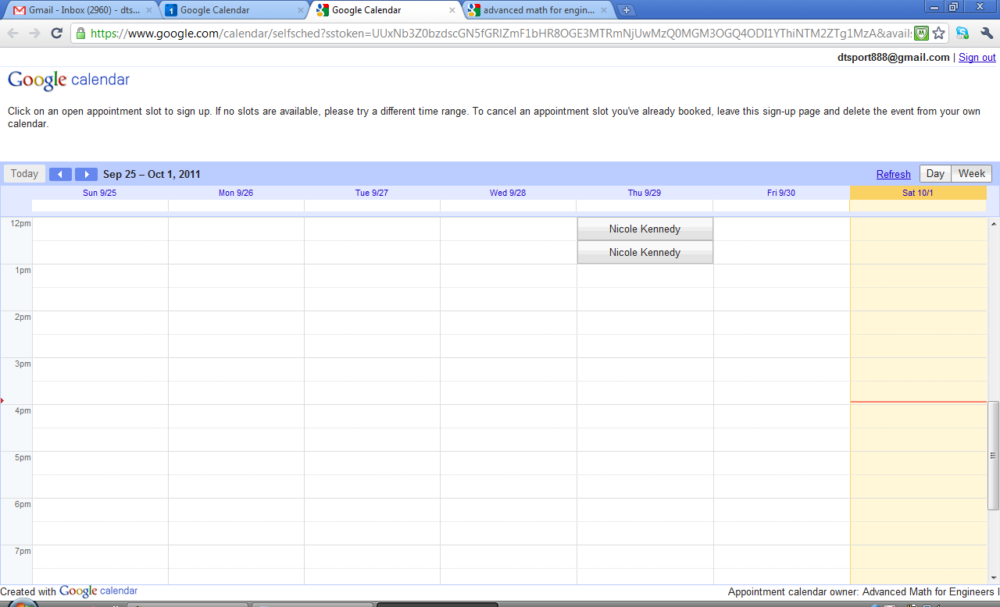 Gmail - Inbox (2960) - dts...
1 Google Calendar
Google Calendar
advanced math for engin...
https://www.google.com/calendar/selfsched?sstoken=UUxNb3Z0bzdscGN5fGRlZmF1bHR8OGE3MTRmNjUwMzQ0MGM3OGQ4ODI1YThiNTM2ZTg1MzA&avail
dtsport888@gmail.com | Sign out
Google calendar
Click on an open appointment slot to sign up. If no slots are available, please try a different time range. To cancel an appointment slot you've already booked, leave this sign-up page and delete the event from your own
calendar.
Today Sep 25 – Oct 1, 2011 Refresh Day Week
Sun 9/25 Mon 9/26 Tue 9/27 Wed 9/28 Thu 9/29 Fri 9/30 Sat 10/1
12pm Nicole Kennedy
Nicole Kennedy
1pm
2pm
3pm
4pm
5pm
6pm
7pm
Created with Google calendar Appointment calendar owner: Advanced Math for Engineers I